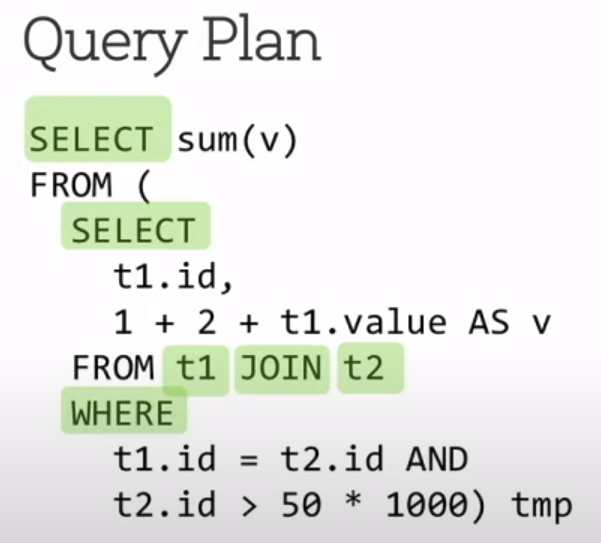 Query Plan
SELECT sum(v)
FROM (
SELECT
t1.id,
1 + 2 + t1.value AS v
FROM t1 JOIN t2
WHERE
t1.id = t2.id AND
t2.id > 50 * 1000) tmp